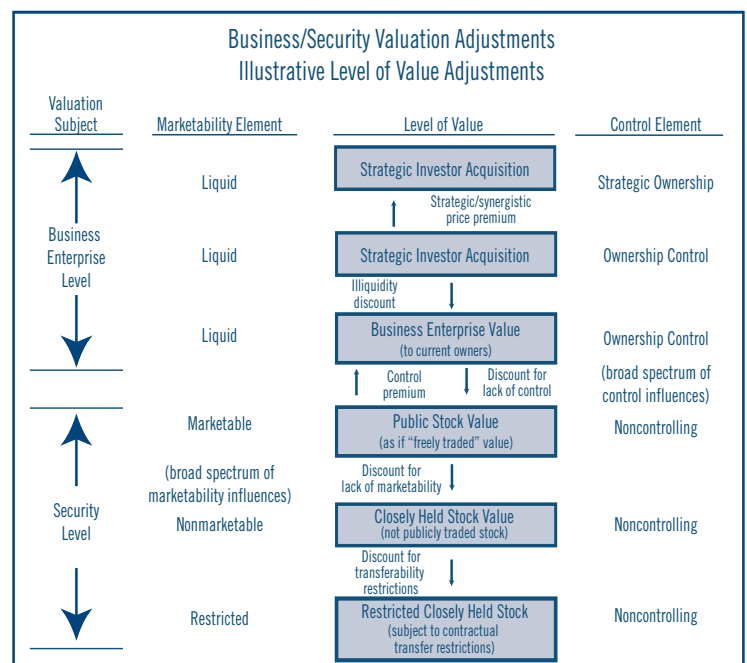 Business/Security Valuation Adjustments
Illustrative Level of Value Adjustments
Valuation
Subject
Marketability Element
Level of Value
Control Element
Liquid
Strategic Investor Acquisition
Strategic Ownership
Strategic/synergistic
price premium
Business
Enterprise
Level
Liquid
Strategic Investor Acquisition
Ownership Control
Illiquidity
discount
Liquid
Business Enterprise Value
(to current owners)
Ownership Control
(broad spectrum of
control influences)
Control
premium
Discount for
lack of control
Marketable
Public Stock Value
(as if “freely traded” value)
Noncontrolling
(broad spectrum of
marketability influences)
Discount for
lack of marketability
Security
Level
Nonmarketable
Closely Held Stock Value
(not publicly traded stock)
Noncontrolling
Discount for
transferability
restrictions
Restricted
Restricted Closely Held Stock
(subject to contractual
transfer restrictions)
Noncontrolling